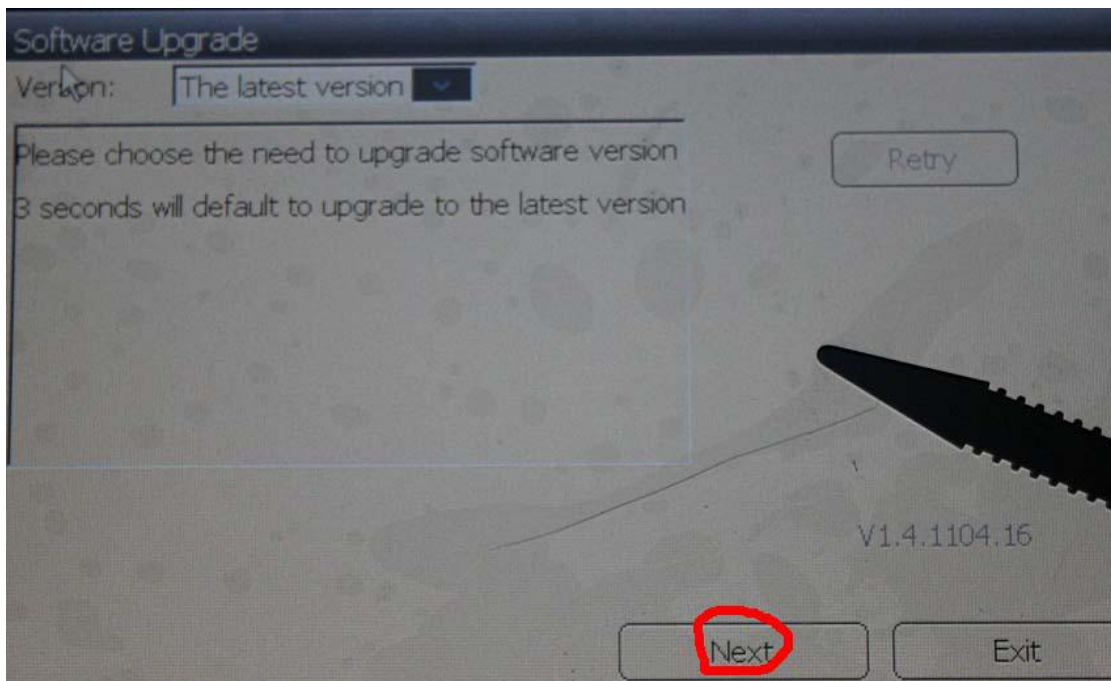 Software Upgrade
Version: The latest version
Please choose the need to upgrade software version
3 seconds will default to upgrade to the latest version
Retry
V1.4.1104.16
Next Exit